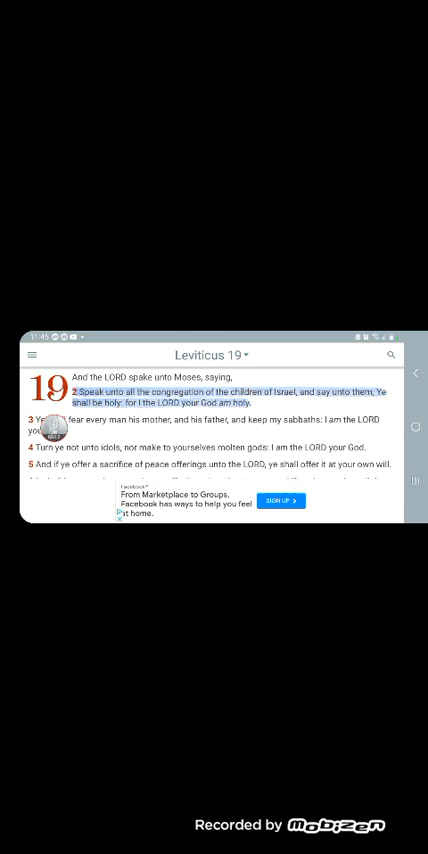 11:45
Leviticus 19
19 And the LORD spake unto Moses, saying,
2 Speak unto all the congregation of the children of Israel, and say unto them, Ye
shall be holy: for I the LORD your God am holy.
3 Ye fear every man his mother, and his father, and keep my sabbaths: I am the LORD
4 Turn ye not unto idols, nor make to yourselves molten gods: I am the LORD your God.
5 And if ye offer a sacrifice of peace offerings unto the LORD, ye shall offer it at your own will.
Facebook®
From Marketplace to Groups,
Facebook has ways to help you feel
at home.
SIGN UP
Recorded by mobizen